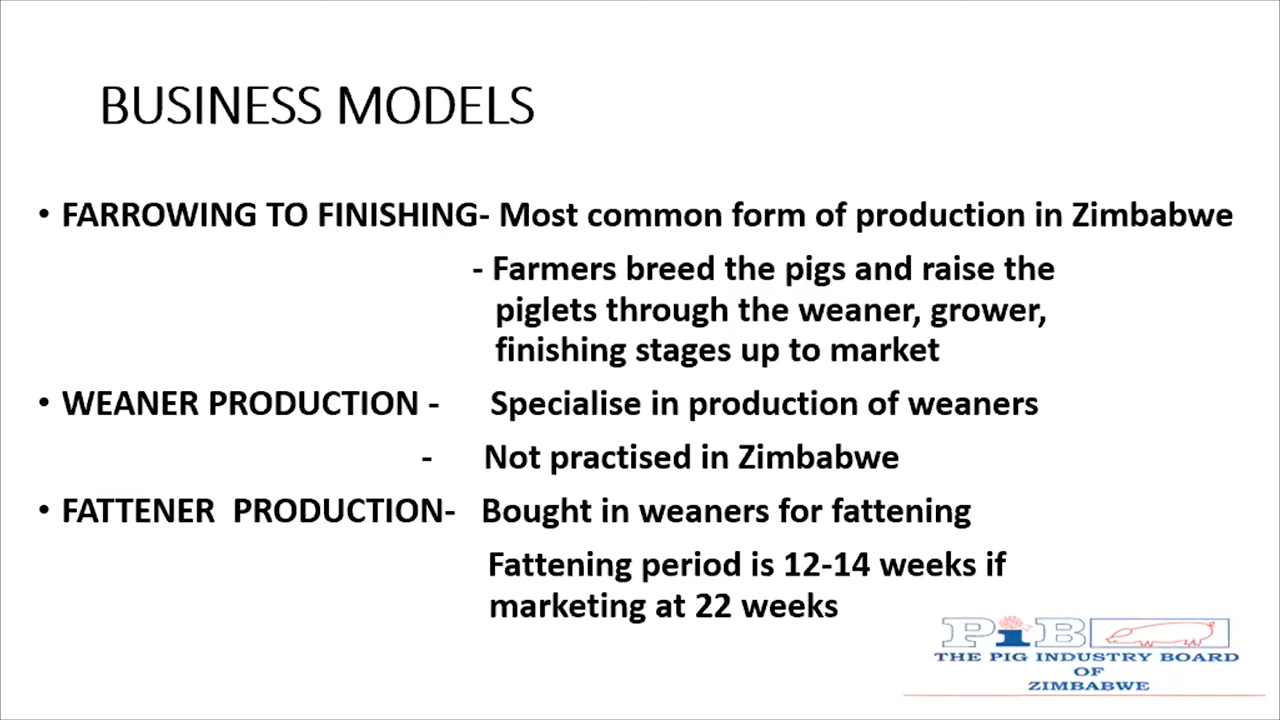 BUSINESS MODELS
• FARROWING TO FINISHING- Most common form of production in Zimbabwe
- Farmers breed the pigs and raise the
piglets through the weaner, grower,
finishing stages up to market
• WEANER PRODUCTION - Specialise in production of weaners
- Not practised in Zimbabwe
• FATTENER PRODUCTION- Bought in weaners for fattening
Fattening period is 12-14 weeks if
marketing at 22 weeks
PiB
THE PIG INDUSTRY BOARD
OF
ZIMBABWE